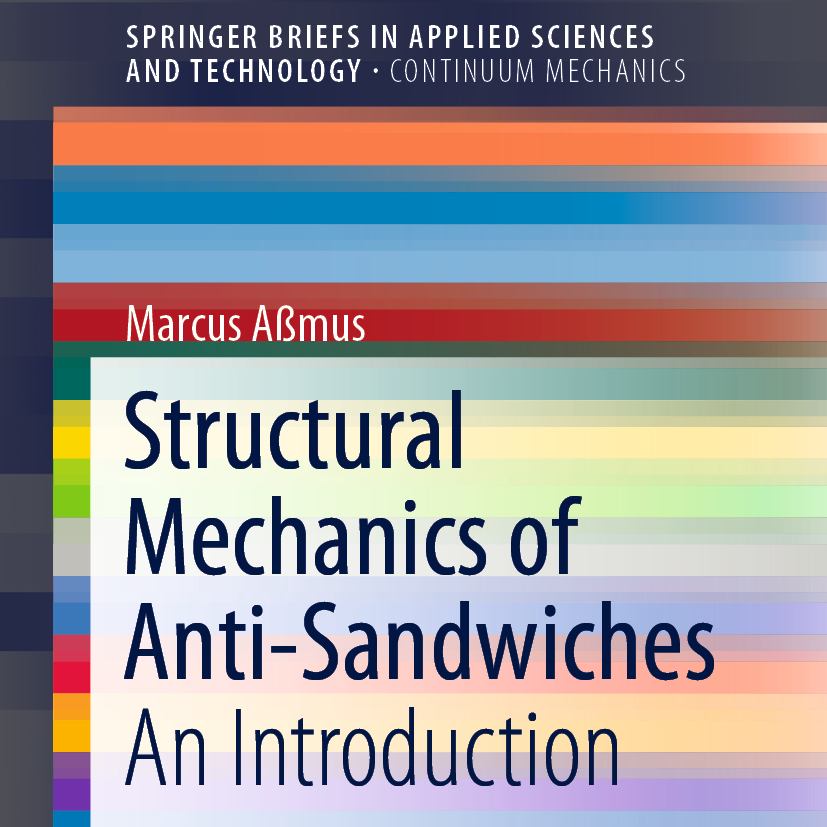 SPRINGER BRIEFS IN APPLIED SCIENCES
AND TECHNOLOGY · CONTINUUM MECHANICS
Marcus Aßmus
Structural
Mechanics of
Anti-Sandwiches
An Introduction